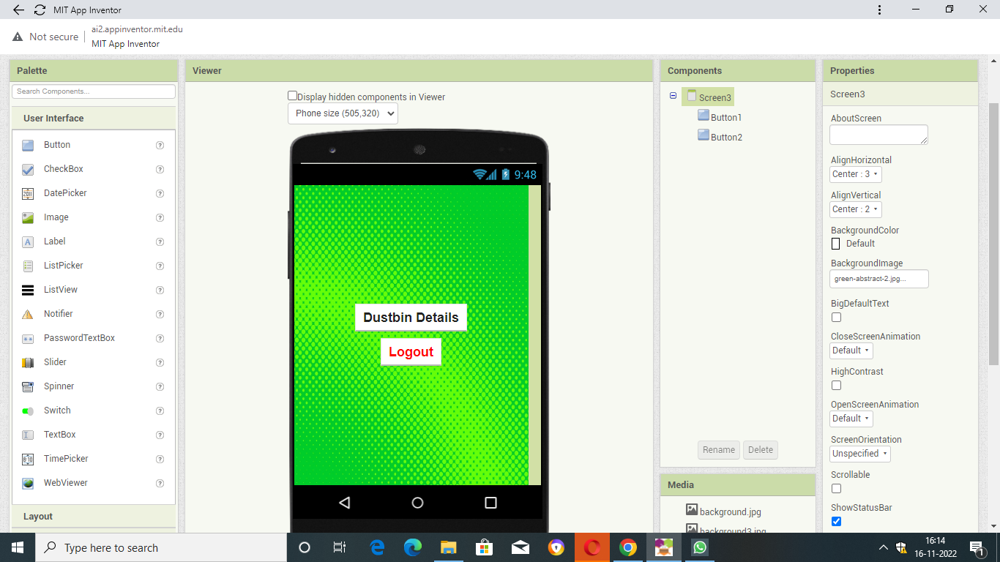 MIT App Inventor
Not secure
ai2.appinventor.mit.edu
MIT App Inventor
Palette
Search Components...
User Interface
Button
CheckBox
DatePicker
Image
Label
ListPicker
ListView
Notifier
PasswordTextBox
Slider
Spinner
Switch
TextBox
TimePicker
WebViewer
Layout
Viewer
Display hidden components in Viewer
Phone size (505,320)
9:48
Dustbin Details
Logout
Components
Screen3
Button1
Button2
Rename Delete
Media
background.jpg
background3.jpg
Properties
Screen3
AboutScreen
AlignHorizontal
Center : 3
AlignVertical
Center : 2
BackgroundColor
Default
BackgroundImage
green-abstract-2.jpg...
BigDefaultText
CloseScreenAnimation
Default
HighContrast
OpenScreenAnimation
Default
ScreenOrientation
Unspecified
Scrollable
ShowStatusBar
Type here to search
16:14
16-11-2022
1